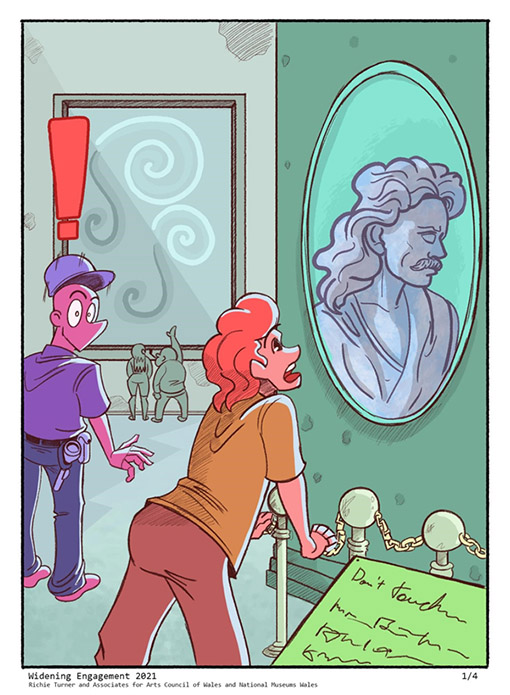 Don't touch
Widening Engagement 2021
1/4
Richie Turner and Associates for Arts Council of Wales and National Museums Wales